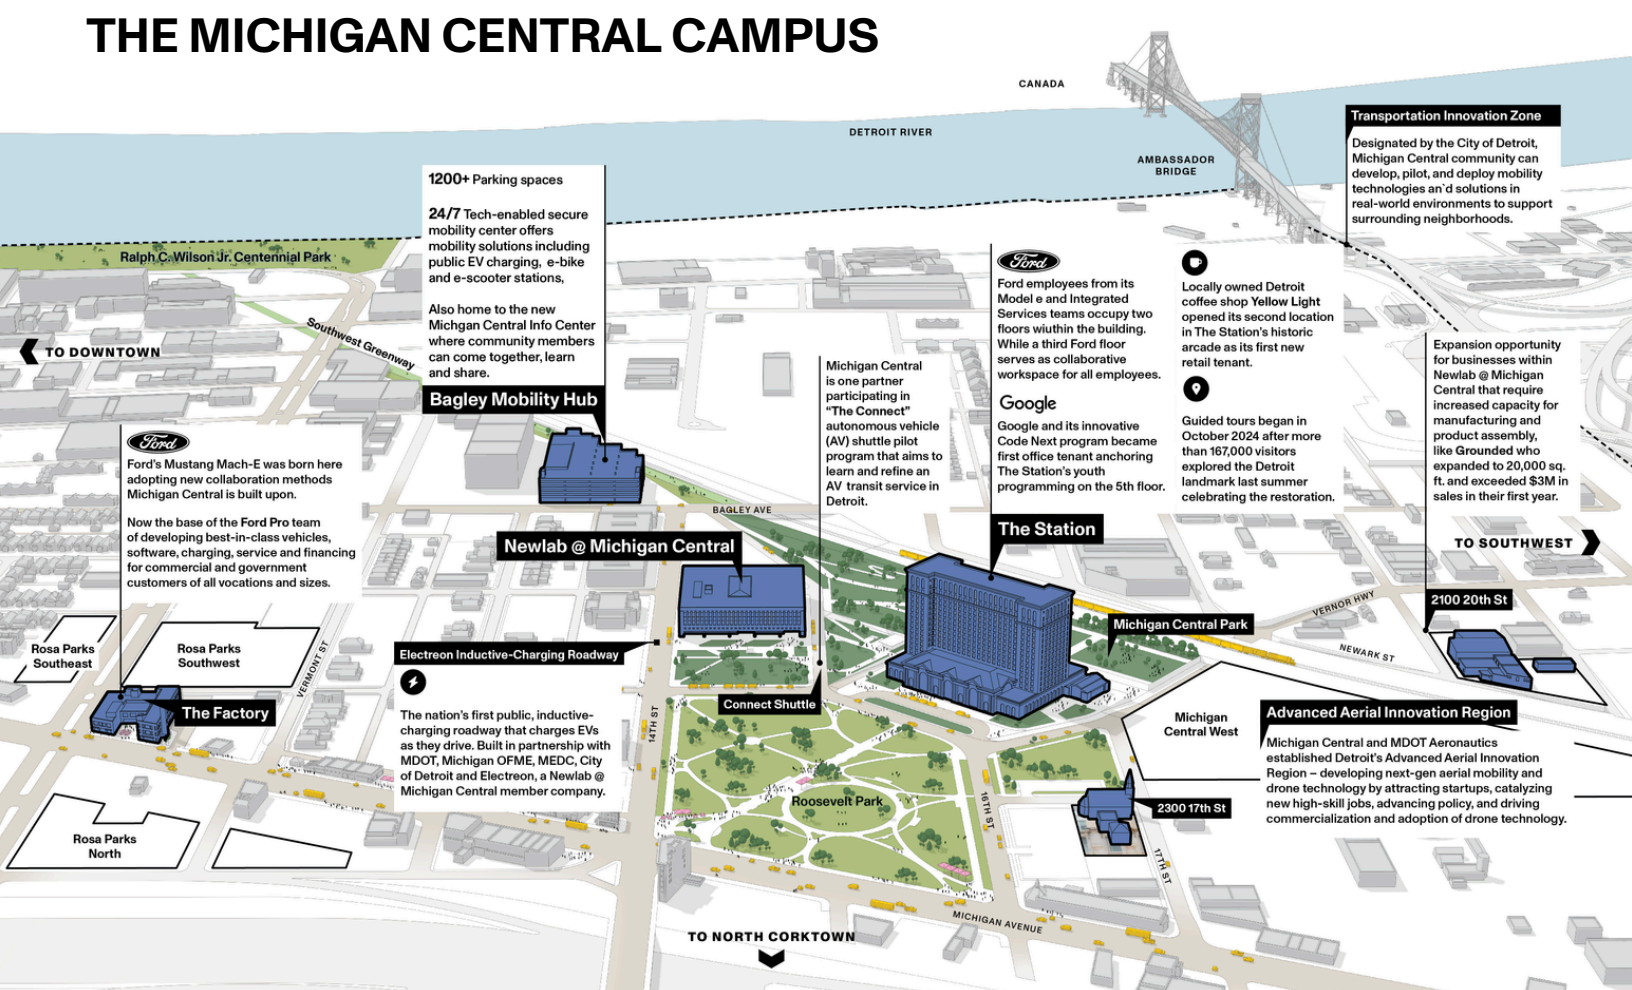 THE MICHIGAN CENTRAL CAMPUS
CANADA
DETROIT RIVER
AMBASSADOR
BRIDGE
Transportation Innovation Zone
Designated by the City of Detroit,
Michigan Central community can
develop, pilot, and deploy mobility
technologies an`d solutions in
real-world environments to support
surrounding neighborhoods.
1200+ Parking spaces
24/7 Tech-enabled secure
mobility center offers
mobility solutions including
public EV charging, e-bike
and e-scooter stations,
Also home to the new
Michgan Central Info Center
where community members
can come together, learn
and share.
Bagley Mobility Hub
Ralph C. Wilson Jr. Centennial Park
Southwest Greenway
TO DOWNTOWN
Ford
Ford employees from its
Model e and Integrated
Services teams occupy two
floors wiuthin the building.
While a third Ford floor
serves as collaborative
workspace for all employees.
Google
Google and its innovative
Code Next program became
first office tenant anchoring
The Station's youth
programming on the 5th floor.
The Station
Locally owned Detroit
coffee shop Yellow Light
opened its second location
in The Station's historic
arcade as its first new
retail tenant.
Guided tours began in
October 2024 after more
than 167,000 visitors
explored the Detroit
landmark last summer
celebrating the restoration.
Expansion opportunity
for businesses within
Newlab @ Michigan
Central that require
increased capacity for
manufacturing and
product assembly,
like Grounded who
expanded to 20,000 sq.
ft. and exceeded $3M in
sales in their first year.
TO SOUTHWEST
2100 20th St
Michigan Central
is one partner
participating in
“The Connect”
autonomous vehicle
(AV) shuttle pilot
program that aims to
learn and refine an
AV transit service in
Detroit.
Ford
Ford's Mustang Mach-E was born here
adopting new collaboration methods
Michigan Central is built upon.
Now the base of the Ford Pro team
of developing best-in-class vehicles,
software, charging, service and financing
for commercial and government
customers of all vocations and sizes.
BAGLEY AVE
Newlab @ Michigan Central
VERNOR HWY
NEWARK ST
Michigan Central Park
Rosa Parks
Southeast
Rosa Parks
Southwest
VERMONT ST
The Factory
Electreon Inductive-Charging Roadway
The nation's first public, inductive-
charging roadway that charges EVs
as they drive. Built in partnership with
MDOT, Michigan OFME, MEDC, City
of Detroit and Electreon, a Newlab @
Michigan Central member company.
14TH ST
Connect Shuttle
Michigan
Central West
Advanced Aerial Innovation Region
Michigan Central and MDOT Aeronautics
established Detroit's Advanced Aerial Innovation
Region – developing next-gen aerial mobility and
drone technology by attracting startups, catalyzing
new high-skill jobs, advancing policy, and driving
commercialization and adoption of drone technology.
Roosevelt Park
16TH ST
2300 17th St
17TH ST
Rosa Parks
North
MICHIGAN AVENUE
TO NORTH CORKTOWN